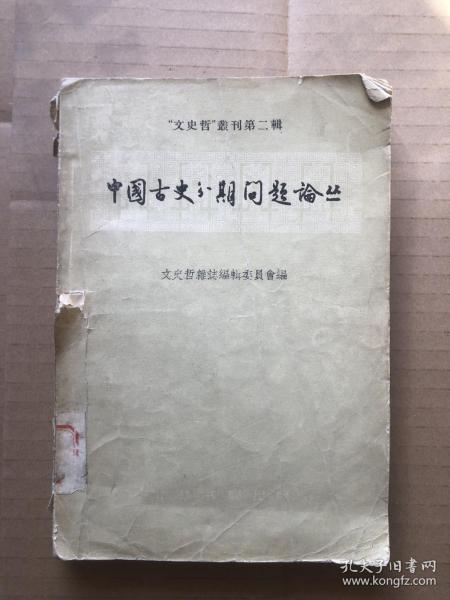 “文史哲”叢刊第二輯
中國古史分期問題論丛
文史哲雜誌編輯委員會編
孔夫子旧书网
www.kongfz.com